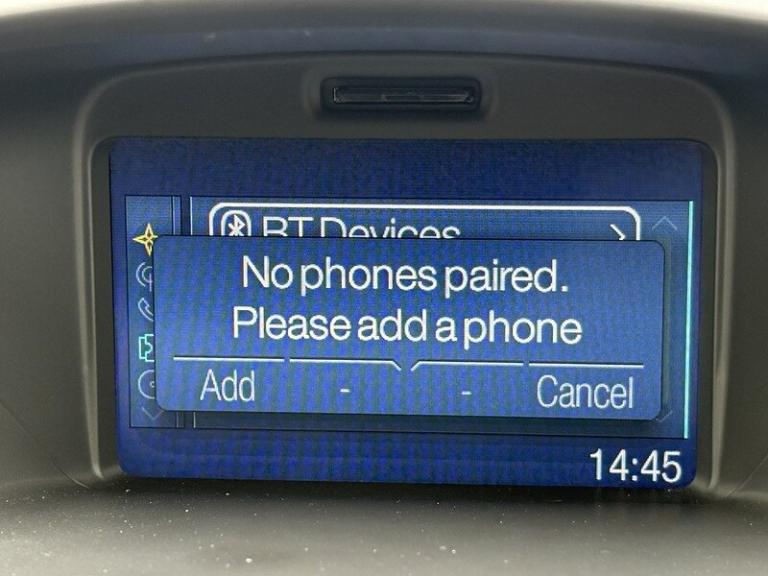 BT Devices
No phones paired.
Please add a phone
Add - - Cancel
14:45